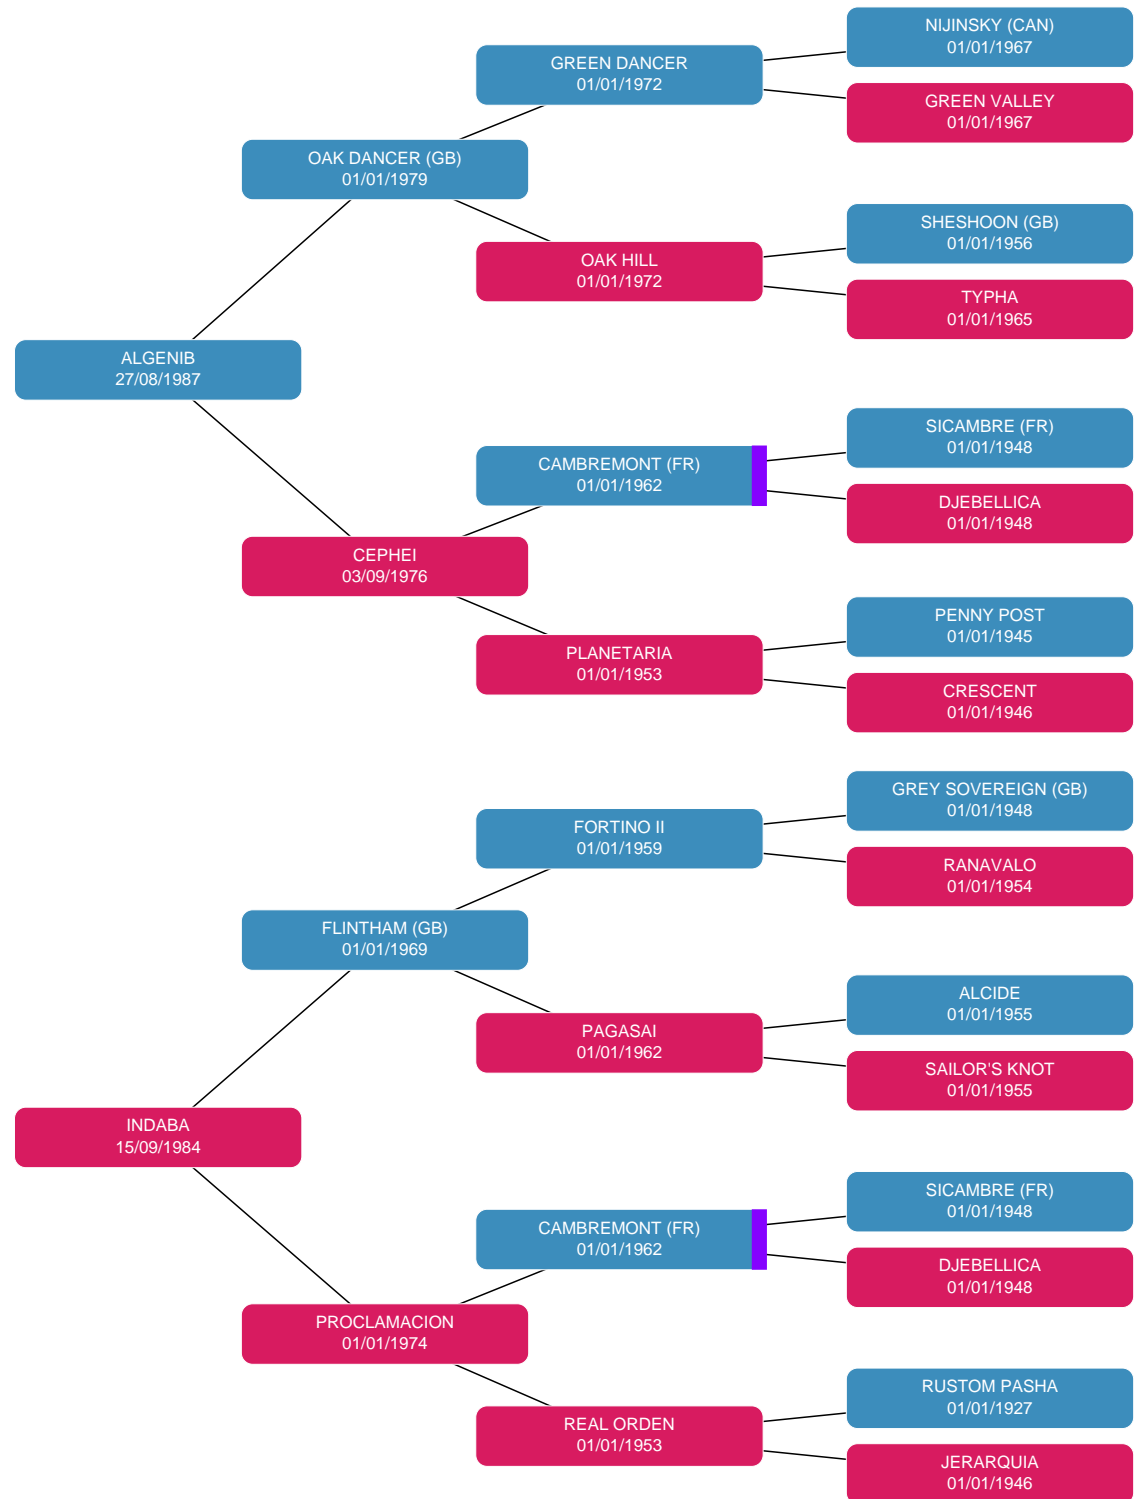 NIJINSKY (CAN)
01/01/1967
GREEN DANCER
01/01/1972
GREEN VALLEY
01/01/1967
OAK DANCER (GB)
01/01/1979
SHESHOON (GB)
01/01/1956
OAK HILL
01/01/1972
TYPHA
01/01/1965
ALGENIB
27/08/1987
SICAMBRE (FR)
01/01/1948
CAMBREMONT (FR)
01/01/1962
DJEBELLICA
01/01/1948
CEPHEI
03/09/1976
PENNY POST
01/01/1945
PLANETARIA
01/01/1953
CRESCENT
01/01/1946
GREY SOVEREIGN (GB)
01/01/1948
FORTINO II
01/01/1959
RANAVALO
01/01/1954
FLINTHAM (GB)
01/01/1969
ALCIDE
01/01/1955
PAGASAI
01/01/1962
SAILOR'S KNOT
01/01/1955
INDABA
15/09/1984
SICAMBRE (FR)
01/01/1948
CAMBREMONT (FR)
01/01/1962
DJEBELLICA
01/01/1948
PROCLAMACION
01/01/1974
RUSTOM PASHA
01/01/1927
REAL ORDEN
01/01/1953
JERARQUIA
01/01/1946